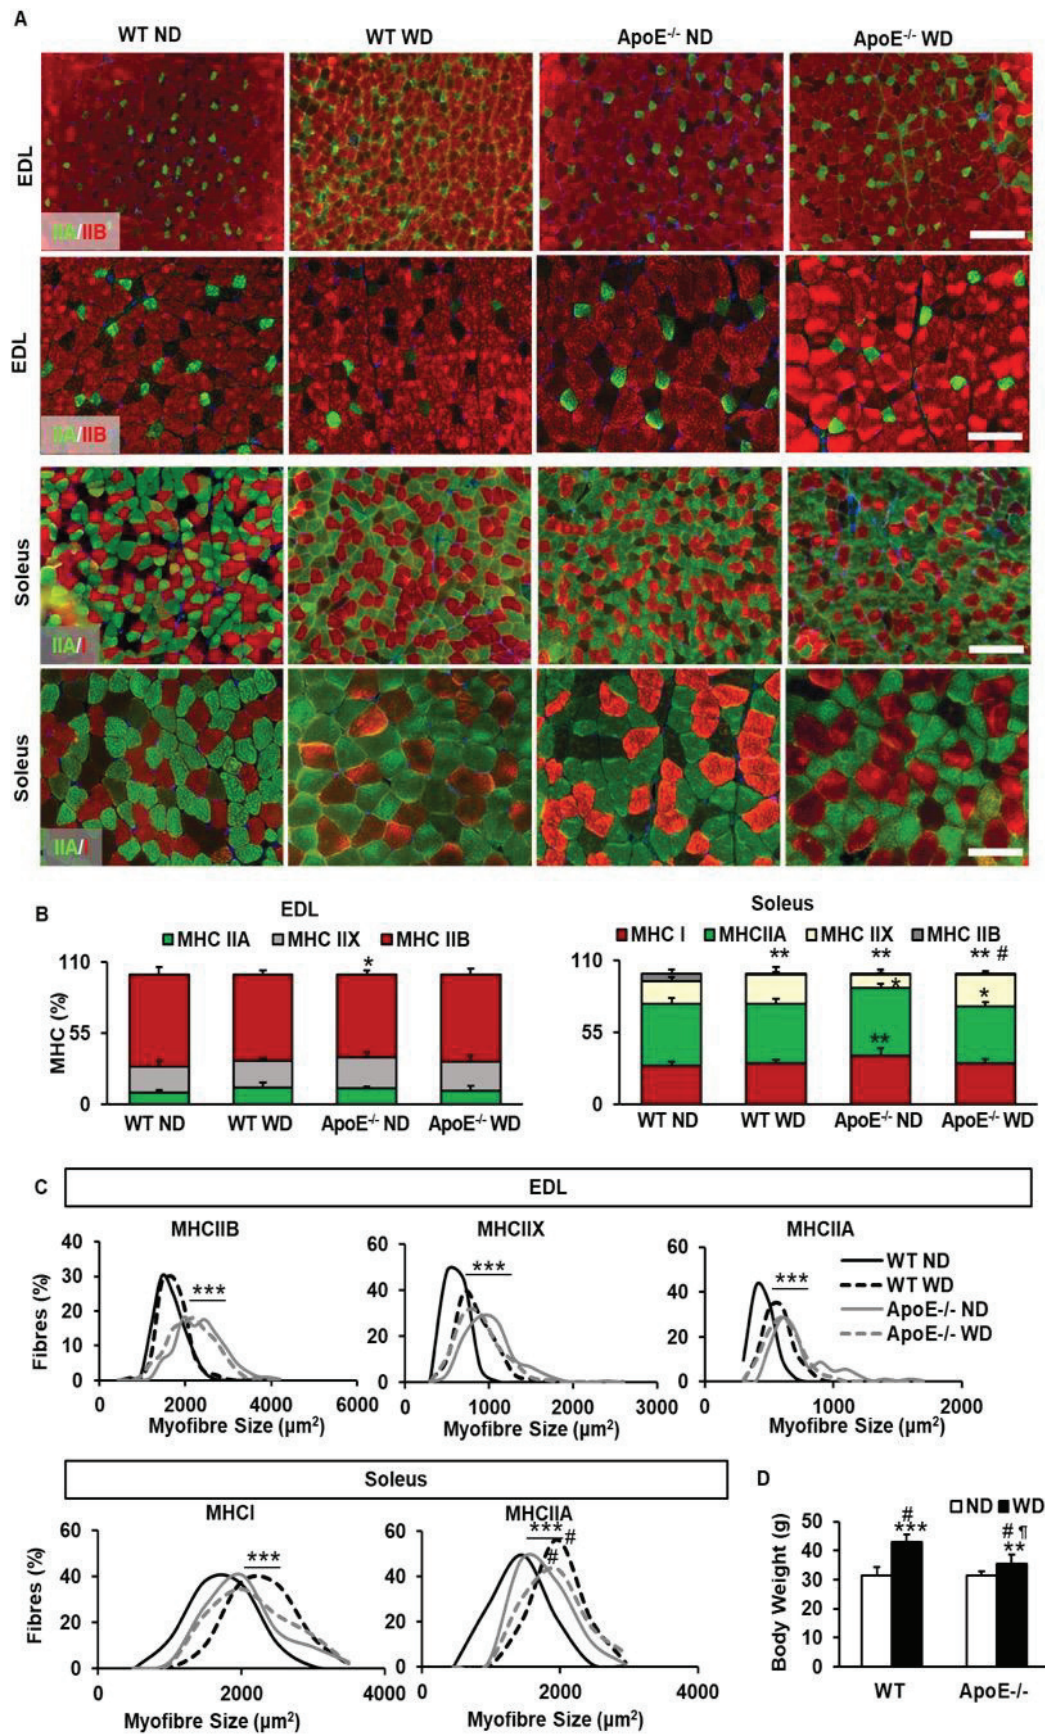 A
WT ND
WT WD
ApoE-/- ND
ApoE-/- WD
EDL
IIA/IIB
EDL
IIA/IIB
Soleus
IIA/I
Soleus
IIA/I
B
EDL
MHC IIA
MHC IIX
MHC IIB
*
MHC (%)
110
55
0
WT ND
WT WD
ApoE-/- ND
ApoE-/- WD
Soleus
MHC I
MHCIIA
MHC IIX
MHC IIB
**
**
** #
*
*
**
110
55
0
WT ND
WT WD
ApoE-/- ND
ApoE-/- WD
C
EDL
MHCIIB
Fibres (%)
40
30
20
10
0
***
0
2000
4000
6000
Myofibre Size (µm²)
MHCIIX
60
40
20
0
***
0
1000
2000
3000
Myofibre Size (µm²)
MHCIIA
60
40
20
0
***
0
1000
2000
Myofibre Size (µm²)
WT ND
WT WD
ApoE-/- ND
ApoE-/- WD
Soleus
MHCI
Fibres (%)
60
40
20
0
***
0
2000
4000
Myofibre Size (µm²)
MHCIIA
60
40
20
0
***
#
#
0
2000
4000
Myofibre Size (µm²)
D
ND
WD
Body Weight (g)
50
40
30
20
10
0
#
***
# ¶
**
WT
ApoE-/-